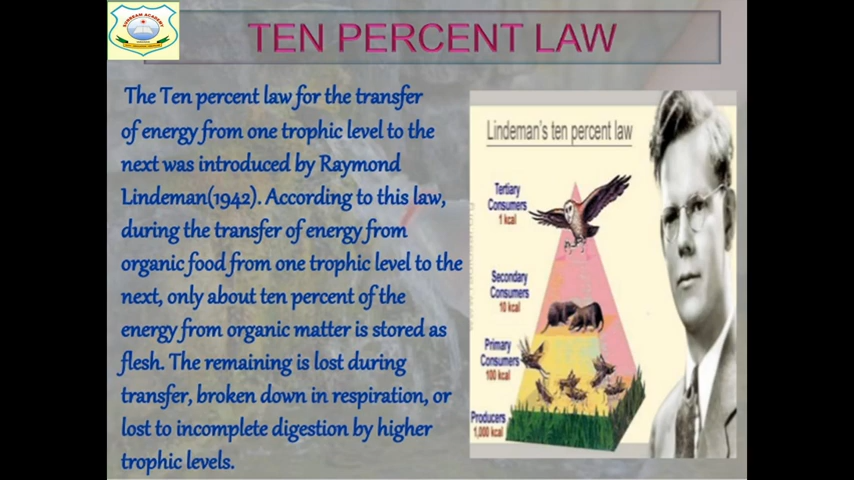 SUNBEAM ACADEMY
TEN PERCENT LAW
The Ten percent law for the transfer
of energy from one trophic level to the
next was introduced by Raymond
Lindeman(1942). According to this law,
during the transfer of energy from
organic food from one trophic level to the
next, only about ten percent of the
energy from organic matter is stored as
flesh. The remaining is lost during
transfer, broken down in respiration, or
lost to incomplete digestion by higher
trophic levels.
Lindeman's ten percent law
Tertiary
Consumers
1 kcal
Secondary
Consumers
10 kcal
Primary
Consumers
100 kcal
Producers
1,000 kcal